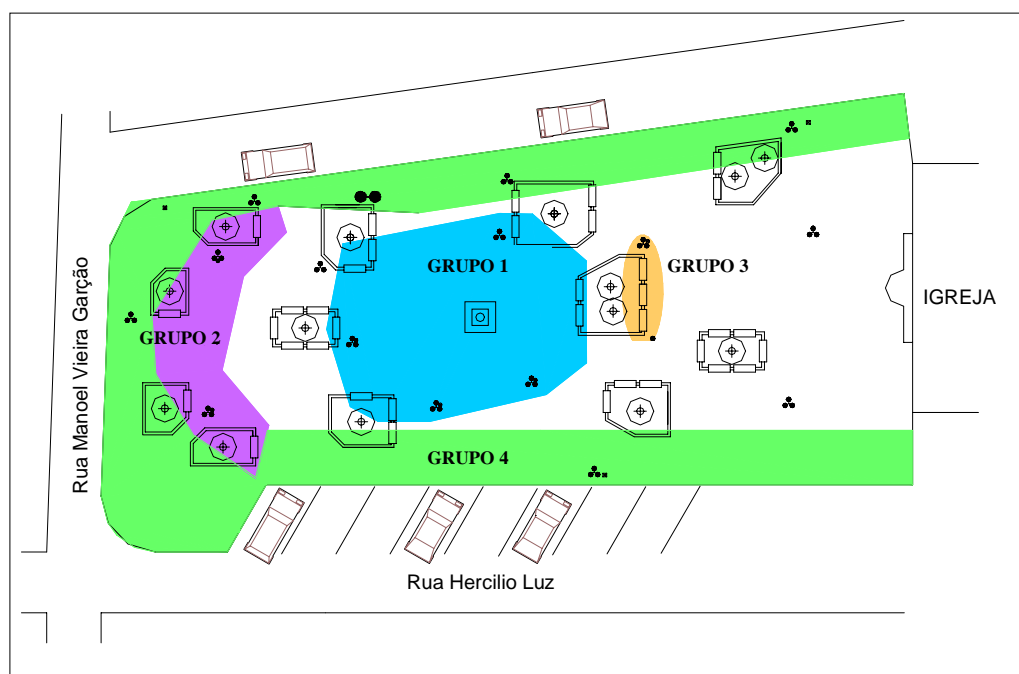 GRUPO 1
GRUPO 3
IGREJA
GRUPO 2
Rua Manoel Vieira Garção
GRUPO 4
Rua Hercilio Luz